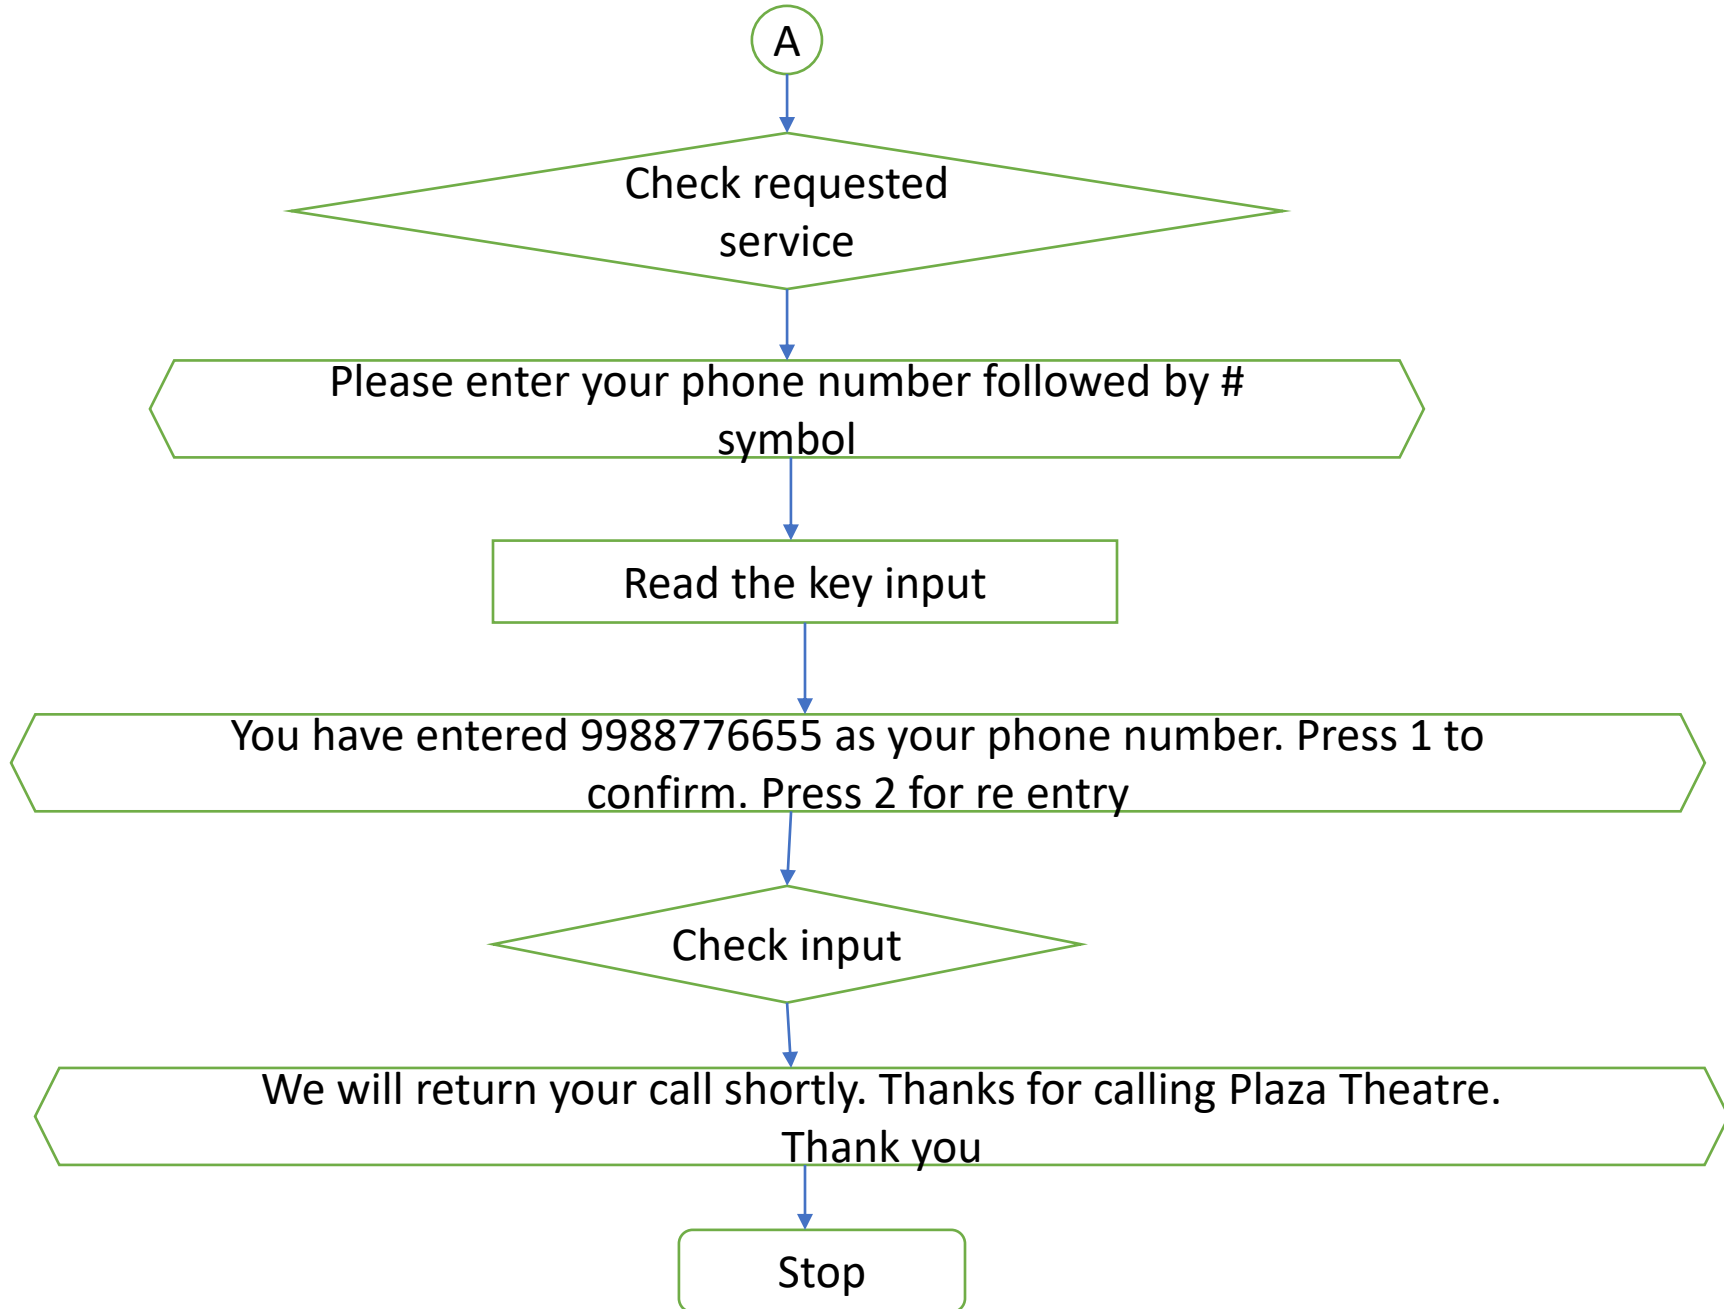 A
Check requested
service
Please enter your phone number followed by #
symbol
Read the key input
You have entered 9988776655 as your phone number. Press 1 to
confirm. Press 2 for re entry
Check input
We will return your call shortly. Thanks for calling Plaza Theatre.
Thank you
Stop